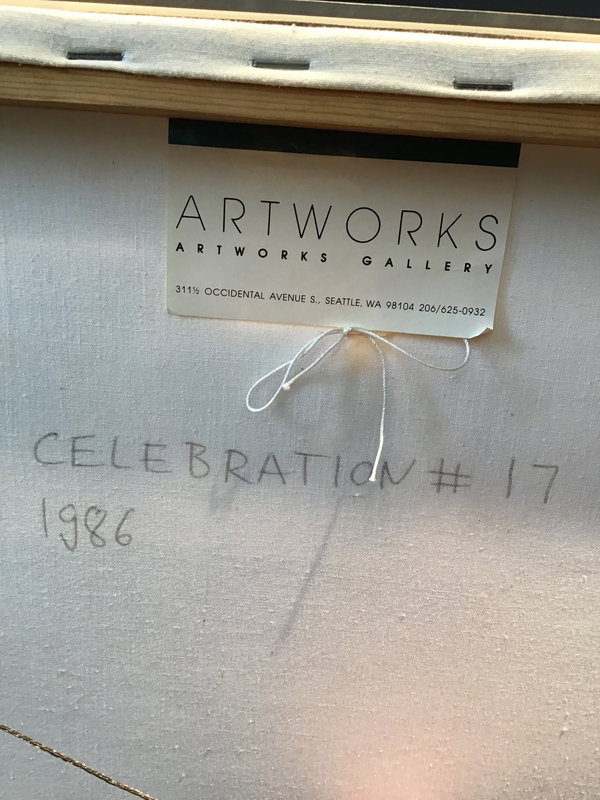 ARTWORKS
ARTWORKS GALLERY
311½ OCCIDENTAL AVENUE S., SEATTLE, WA 98104 206/625-0932
CELEBRATION # 17
1986